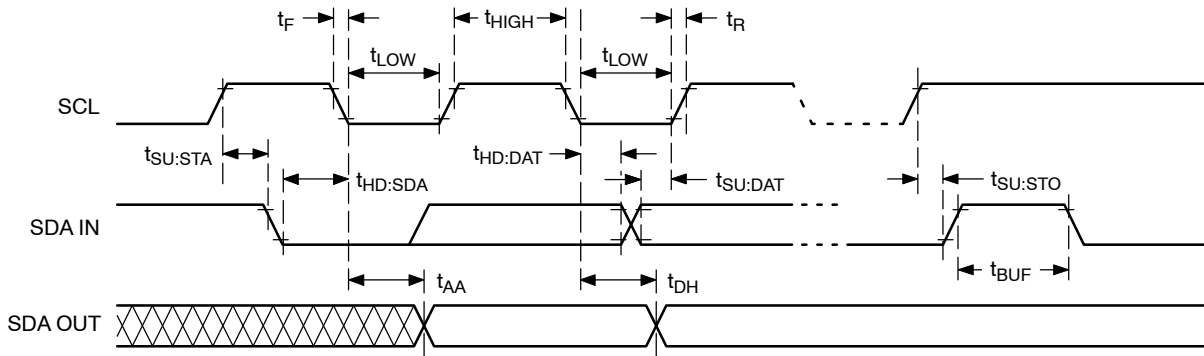 tF
tHIGH
tR
tLOW
tLOW
SCL
tSU:STA
tHD:DAT
tHD:SDA
tSU:DAT
tSU:STO
SDA IN
tAA
tDH
tBUF
SDA OUT